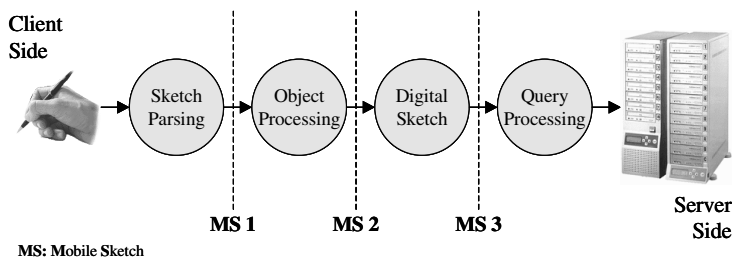 Client
Side
Sketch
Parsing
Object
Processing
Digital
Sketch
Query
Processing
MS 1
MS 2
MS 3
Server
Side
MS: Mobile Sketch